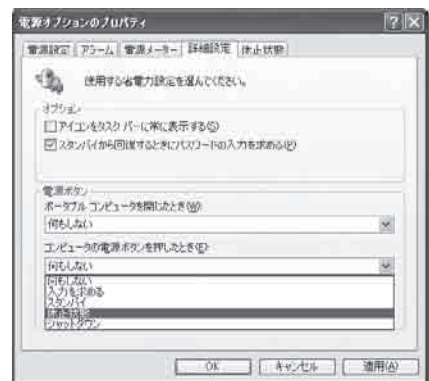 電源オプションのプロパティ
電源設定 アラーム 電源メーター 詳細設定 休止状態
使用する省電力設定を選んでください。
オプション
アイコンをタスク バーに常に表示する(S)
スタンバイから回復するときにパスワードの入力を求める(P)
電源ボタン
ポータブル コンピュータを閉じたとき(W):
何もしない
コンピュータの電源ボタンを押したとき(E):
何もしない
何もしない
入力を求める
スタンバイ
休止状態
シャットダウン
OK キャンセル 適用(A)